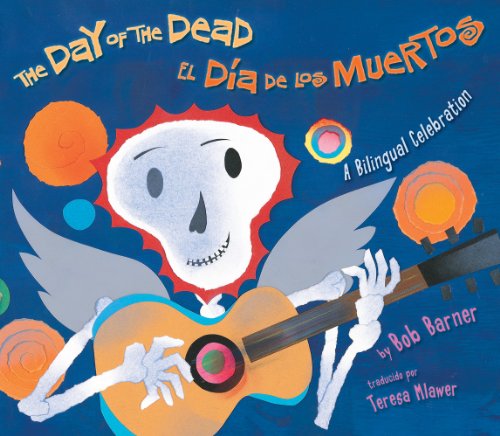 The Day of the Dead
El Día de los Muertos
A Bilingual Celebration
by Bob Barner
traducido por
Teresa Mlawer